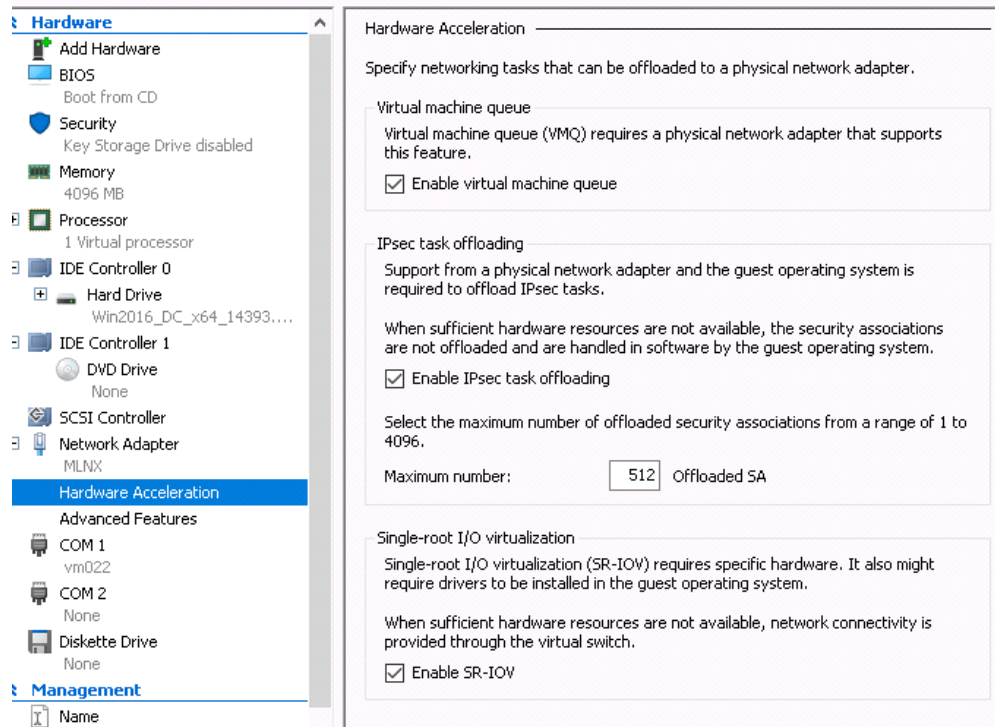 Hardware
Add Hardware
BIOS
Boot from CD
Security
Key Storage Drive disabled
Memory
4096 MB
Processor
1 Virtual processor
IDE Controller 0
Hard Drive
Win2016_DC_x64_14393....
IDE Controller 1
DVD Drive
None
SCSI Controller
Network Adapter
MLNX
Hardware Acceleration
Advanced Features
COM 1
vm022
COM 2
None
Diskette Drive
None
Management
Name
Hardware Acceleration
Specify networking tasks that can be offloaded to a physical network adapter.
Virtual machine queue
Virtual machine queue (VMQ) requires a physical network adapter that supports
this feature.
Enable virtual machine queue
IPsec task offloading
Support from a physical network adapter and the guest operating system is
required to offload IPsec tasks.
When sufficient hardware resources are not available, the security associations
are not offloaded and are handled in software by the guest operating system.
Enable IPsec task offloading
Select the maximum number of offloaded security associations from a range of 1 to
4096.
Maximum number: 512 Offloaded SA
Single-root I/O virtualization
Single-root I/O virtualization (SR-IOV) requires specific hardware. It also might
require drivers to be installed in the guest operating system.
When sufficient hardware resources are not available, network connectivity is
provided through the virtual switch.
Enable SR-IOV